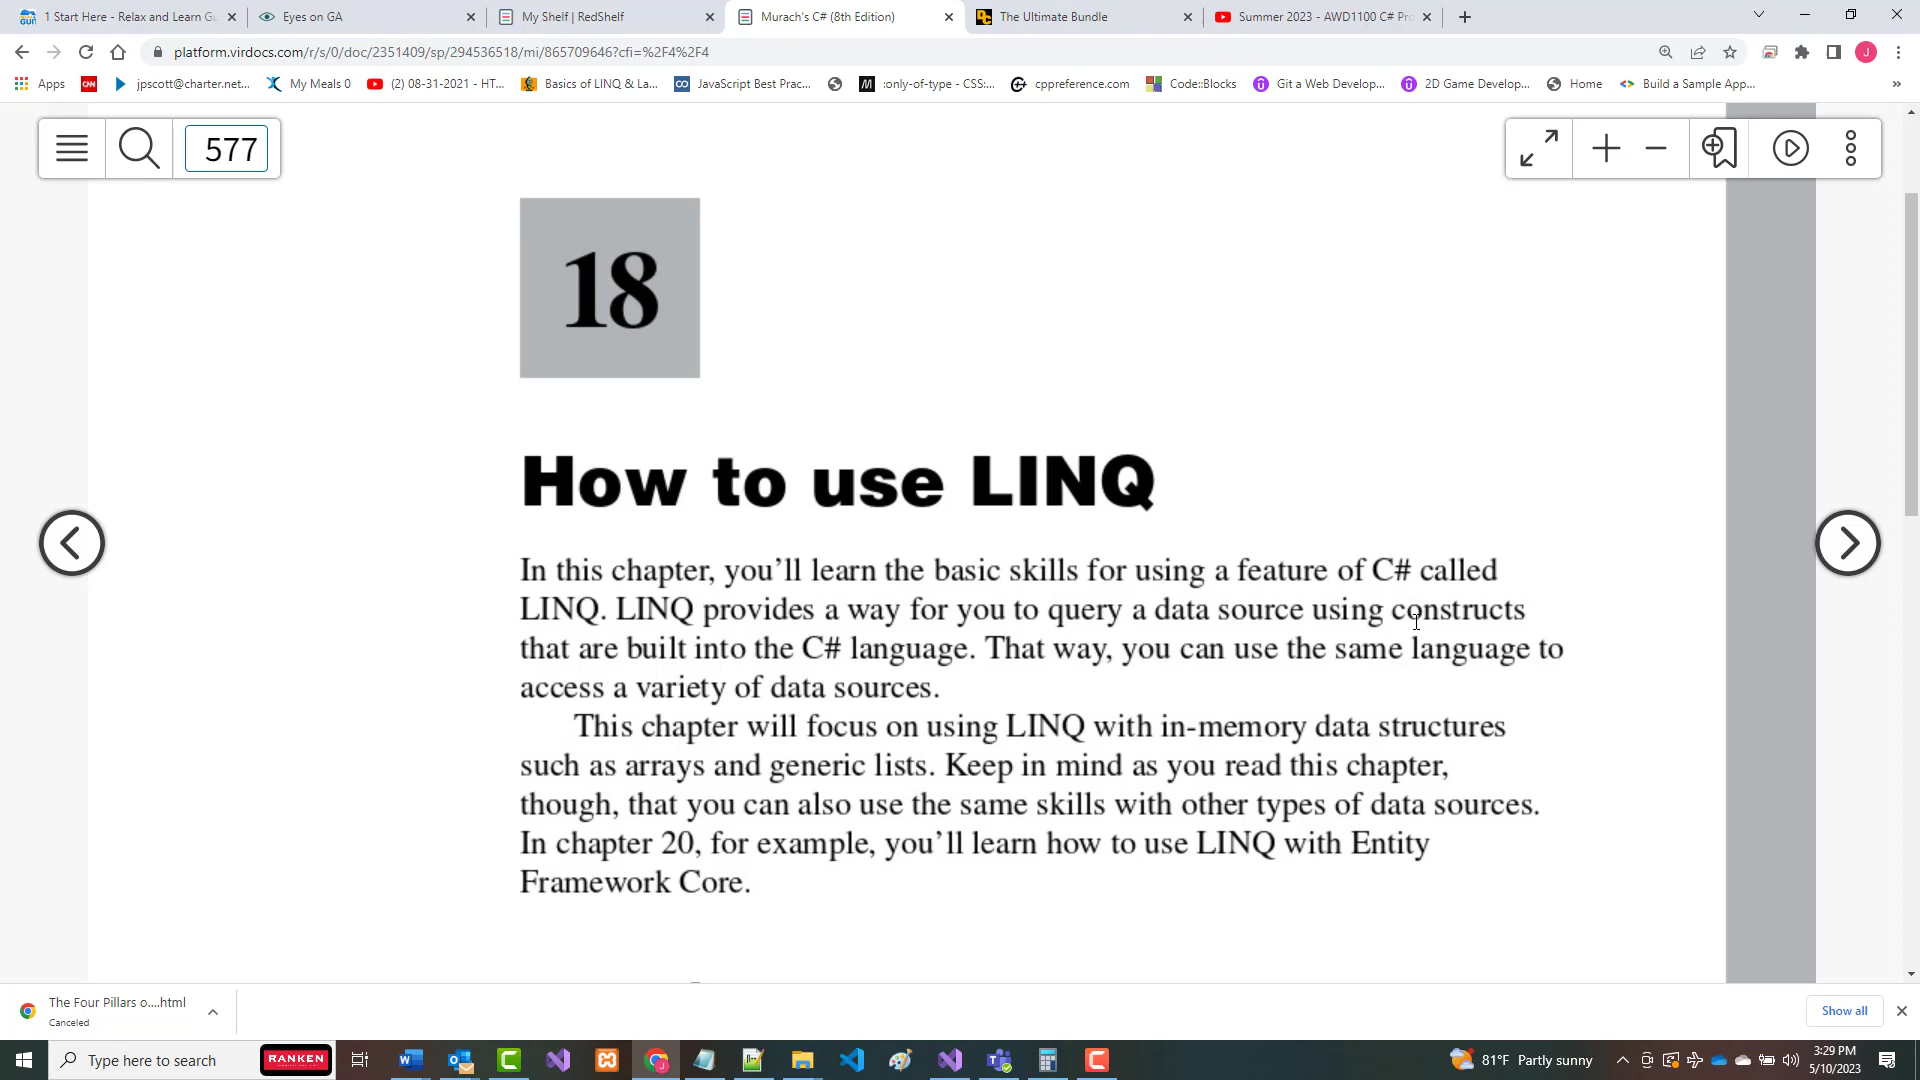 1 Start Here - Relax and Learn Gu
Eyes on GA
My Shelf | RedShelf
Murach's C# (8th Edition)
The Ultimate Bundle
Summer 2023 - AWD1100 C# Pro
platform.virdocs.com/r/s/0/doc/2351409/sp/294536518/mi/865709646?cfi=%2F4%2F4
J
Apps
CNN
jpscott@charter.net...
My Meals 0
(2) 08-31-2021 - HT...
Basics of LINQ & La...
JavaScript Best Prac...
:only-of-type - CSS:...
cppreference.com
Code::Blocks
Git a Web Develop...
2D Game Develop...
Home
Build a Sample App...
577
18
How to use LINQ
In this chapter, you'll learn the basic skills for using a feature of C# called
LINQ. LINQ provides a way for you to query a data source using constructs
that are built into the C# language. That way, you can use the same language to
access a variety of data sources.
This chapter will focus on using LINQ with in-memory data structures
such as arrays and generic lists. Keep in mind as you read this chapter,
though, that you can also use the same skills with other types of data sources.
In chapter 20, for example, you'll learn how to use LINQ with Entity
Framework Core.
The Four Pillars o....html
Canceled
Show all
Type here to search
RANKEN
81°F Partly sunny
3:29 PM
5/10/2023